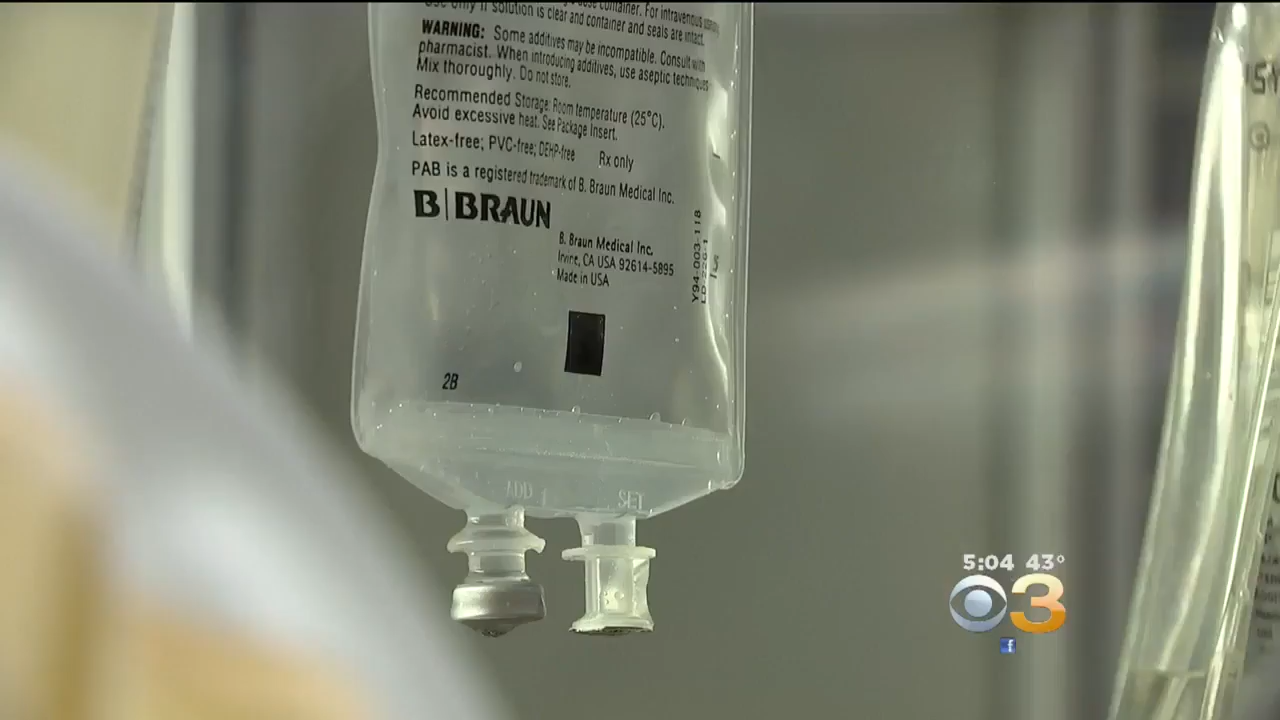 container. For intravenous
Use only if solution is clear and container and seals are intact.
WARNING: Some additives may be incompatible. Consult with
pharmacist. When introducing additives, use aseptic techniques
Mix thoroughly. Do not store.
Recommended Storage: Room temperature (25°C).
Avoid excessive heat. See Package Insert.
Latex-free; PVC-free; DEHP-free Rx only
PAB is a registered trademark of B. Braun Medical Inc.
B|BRAUN
B. Braun Medical Inc.
Irvine, CA USA 92614-5895
Made in USA
Y94-003-118
2B
ADD
SET
5:04 43°
3
f